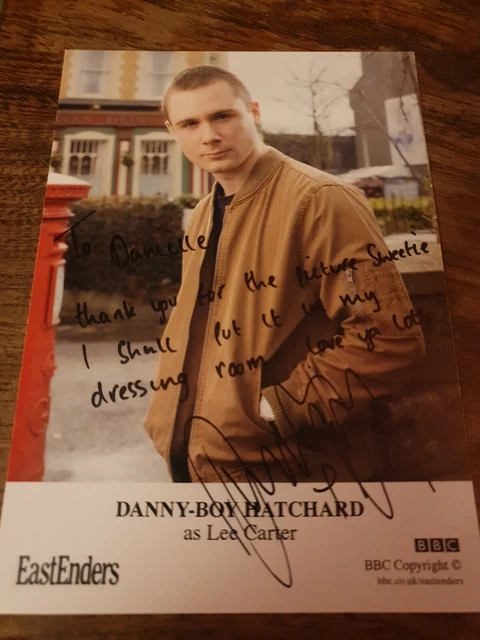 To Danielle
thank you for the picture Sweetie
I shall put it in my
dressing room love ya lots
DANNY-BOY HATCHARD
as Lee Carter
EastEnders
BBC
BBC Copyright ©
bbc.co.uk/eastenders